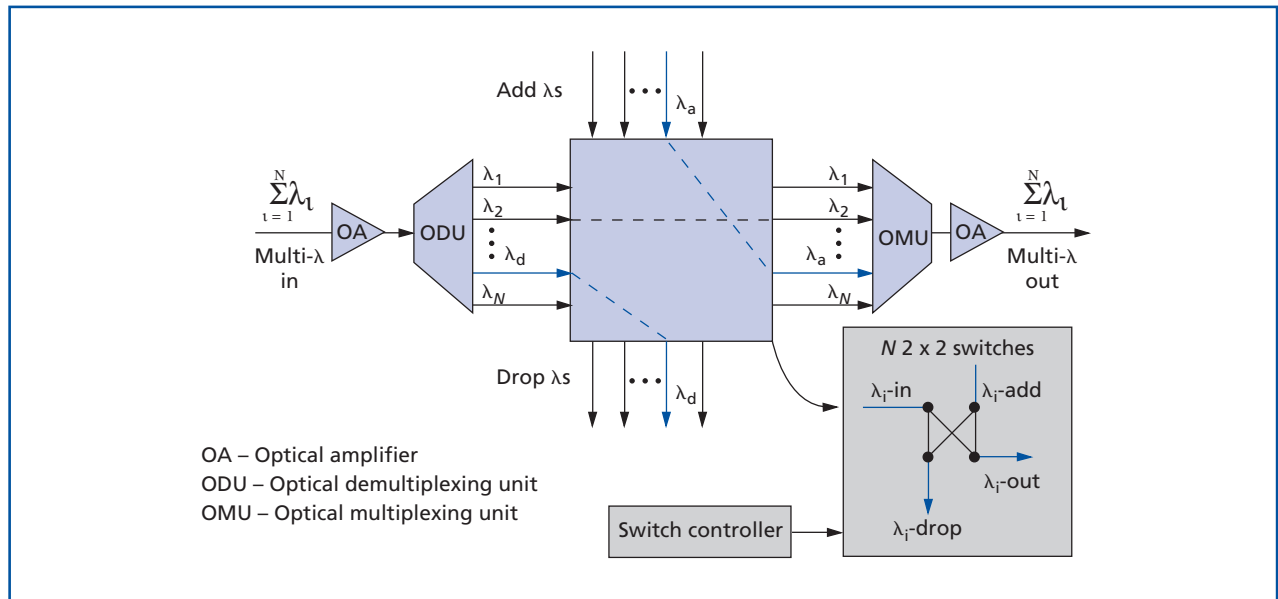 Add λs
λa
N
Σλι
ι = 1
Multi-λ
in
OA
ODU
λ1
λ2
λd
λN
λ1
λ2
λa
λN
OMU
OA
N
Σλι
ι = 1
Multi-λ
out
Drop λs
λd
N 2 x 2 switches
λi-in
λi-add
λi-out
λi-drop
Switch controller
OA – Optical amplifier
ODU – Optical demultiplexing unit
OMU – Optical multiplexing unit